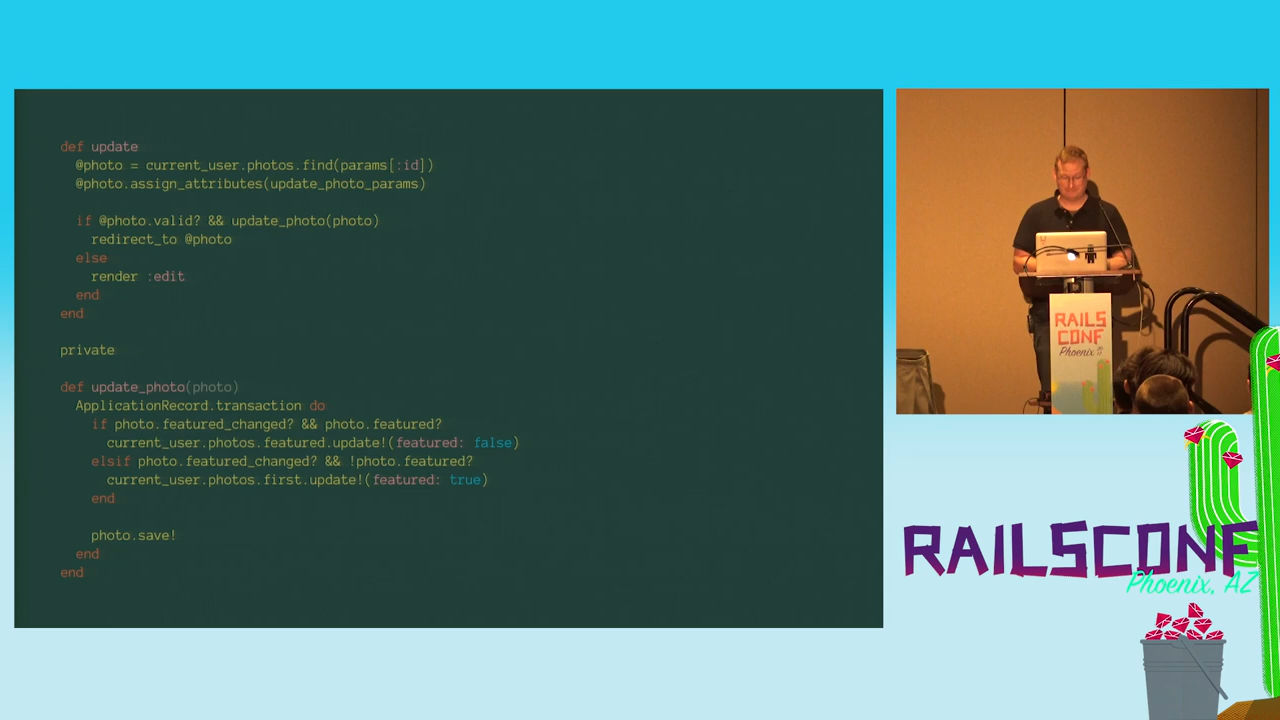 def update
  @photo = current_user.photos.find(params[:id])
  @photo.assign_attributes(update_photo_params)

  if @photo.valid? && update_photo(photo)
    redirect_to @photo
  else
    render :edit
  end
end

private

def update_photo(photo)
  ApplicationRecord.transaction do
    if photo.featured_changed? && photo.featured?
      current_user.photos.featured.update!(featured: false)
    elsif photo.featured_changed? && !photo.featured?
      current_user.photos.first.update!(featured: true)
    end

    photo.save!
  end
end
RAILS
CONF
Phoenix
RAILSCONF
Phoenix, AZ